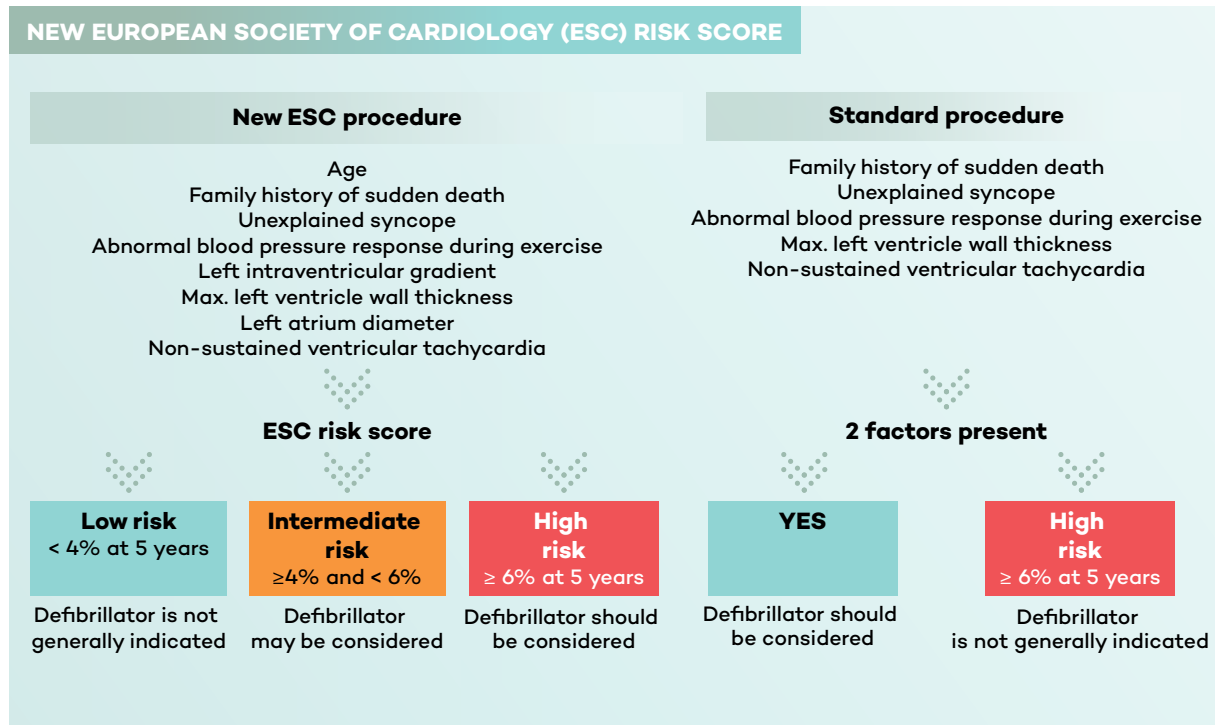 NEW EUROPEAN SOCIETY OF CARDIOLOGY (ESC) RISK SCORE
New ESC procedure
Age
Family history of sudden death
Unexplained syncope
Abnormal blood pressure response during exercise
Left intraventricular gradient
Max. left ventricle wall thickness
Left atrium diameter
Non-sustained ventricular tachycardia
ESC risk score
Low risk
< 4% at 5 years
Defibrillator is not
generally indicated
Intermediate
risk
≥4% and < 6%
Defibrillator
may be considered
High
risk
≥ 6% at 5 years
Defibrillator should
be considered
Standard procedure
Family history of sudden death
Unexplained syncope
Abnormal blood pressure response during exercise
Max. left ventricle wall thickness
Non-sustained ventricular tachycardia
2 factors present
YES
Defibrillator should
be considered
High
risk
≥ 6% at 5 years
Defibrillator
is not generally indicated